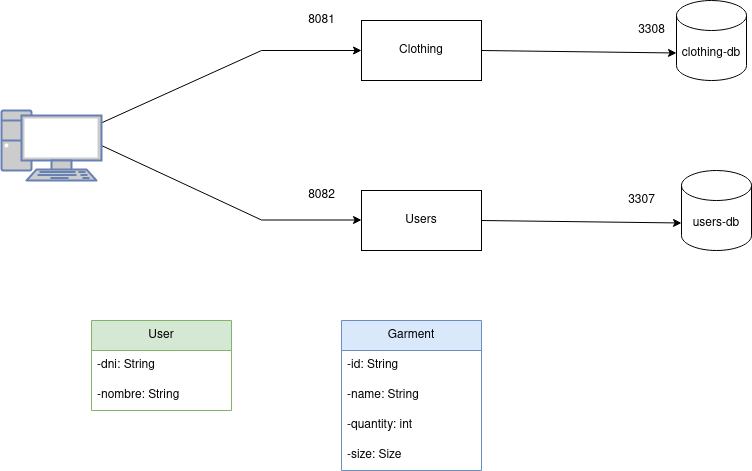 8081
Clothing
3308
clothing-db
8082
Users
3307
users-db
User
-dni: String
-nombre: String
Garment
-id: String
-name: String
-quantity: int
-size: Size